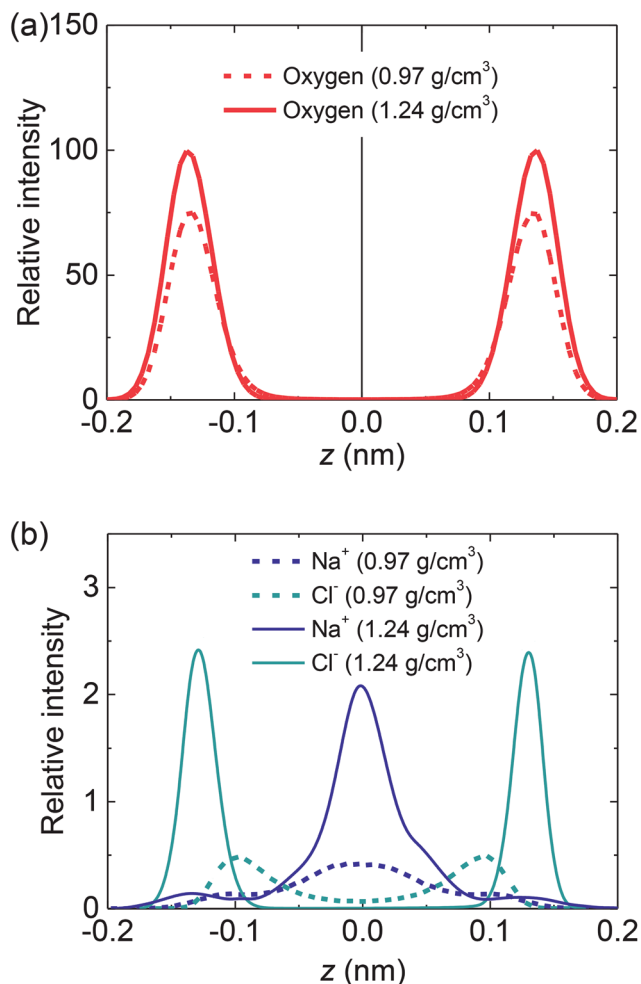 (a)
150
100
50
0
Relative intensity
Oxygen (0.97 g/cm³)
Oxygen (1.24 g/cm³)
-0.2 -0.1 0.0 0.1 0.2
z (nm)
(b)
3
2
1
0
Relative intensity
Na⁺ (0.97 g/cm³)
Cl⁻ (0.97 g/cm³)
Na⁺ (1.24 g/cm³)
Cl⁻ (1.24 g/cm³)
-0.2 -0.1 0.0 0.1 0.2
z (nm)